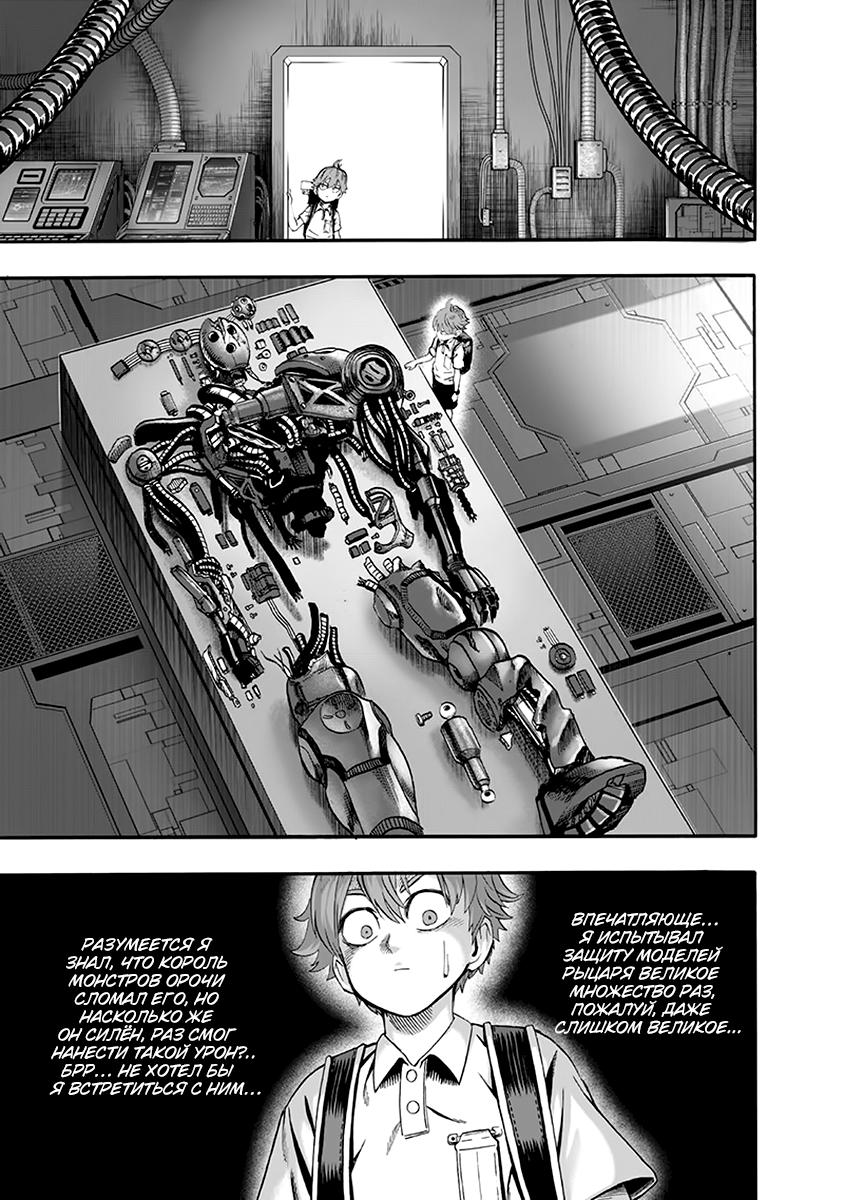 ВПЕЧАТЛЯЮЩЕ...
Я ИСПЫТЫВАЛ
ЗАЩИТУ МОДЕЛЕЙ
РЫЦАРЯ ВЕЛИКОЕ
МНОЖЕСТВО РАЗ,
ПОЖАЛУЙ, ДАЖЕ
СЛИШКОМ ВЕЛИКОЕ...
РАЗУМЕЕТСЯ Я
ЗНАЛ, ЧТО КОРОЛЬ
МОНСТРОВ ОРОЧИ
СЛОМАЛ ЕГО, НО
НАСКОЛЬКО ЖЕ
ОН СИЛЁН, РАЗ СМОГ
НАНЕСТИ ТАКОЙ УРОН?..
БРР... НЕ ХОТЕЛ БЫ
Я ВСТРЕТИТЬСЯ С НИМ...